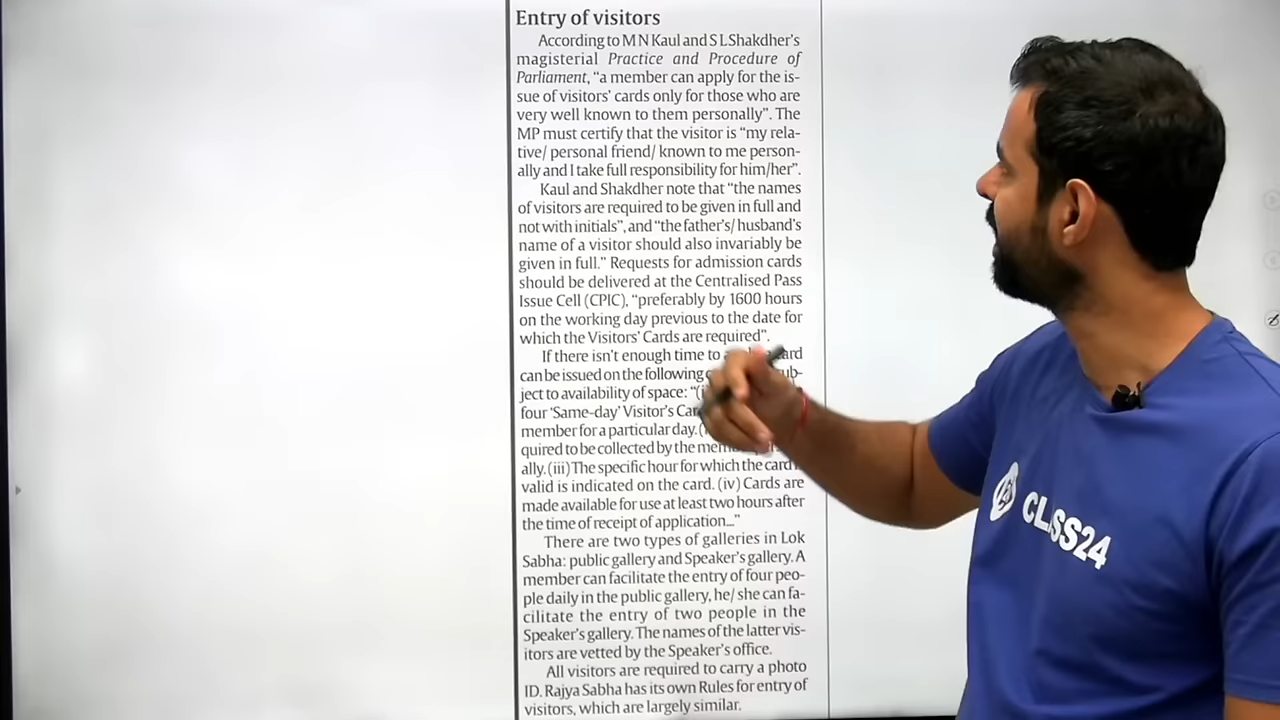 Entry of visitors
According to M N Kaul and S L Shakdher's
magisterial Practice and Procedure of
Parliament, "a member can apply for the is-
sue of visitors' cards only for those who are
very well known to them personally". The
MP must certify that the visitor is "my rela-
tive/ personal friend/ known to me person-
ally and I take full responsibility for him/her".
Kaul and Shakdher note that "the names
of visitors are required to be given in full and
not with initials", and "the father's/ husband's
name of a visitor should also invariably be
given in full." Requests for admission cards
should be delivered at the Centralised Pass
Issue Cell (CPIC), "preferably by 1600 hours
on the working day previous to the date for
which the Visitors' Cards are required".
If there isn't enough time to
can be issued on the following
ject to availability of space: "(
four 'Same-day' Visitor's
member for a particular day. (
quired to be collected by the
ally. (iii) The specific hour for which the card
valid is indicated on the card. (iv) Cards are
made available for use at least two hours after
the time of receipt of application..."
There are two types of galleries in Lok
Sabha: public gallery and Speaker's gallery. A
member can facilitate the entry of four peo-
ple daily in the public gallery, he/ she can fa-
cilitate the entry of two people in the
Speaker's gallery. The names of the latter vis-
itors are vetted by the Speaker's office.
All visitors are required to carry a photo
ID. Rajya Sabha has its own Rules for entry of
visitors, which are largely similar.
CLASS24